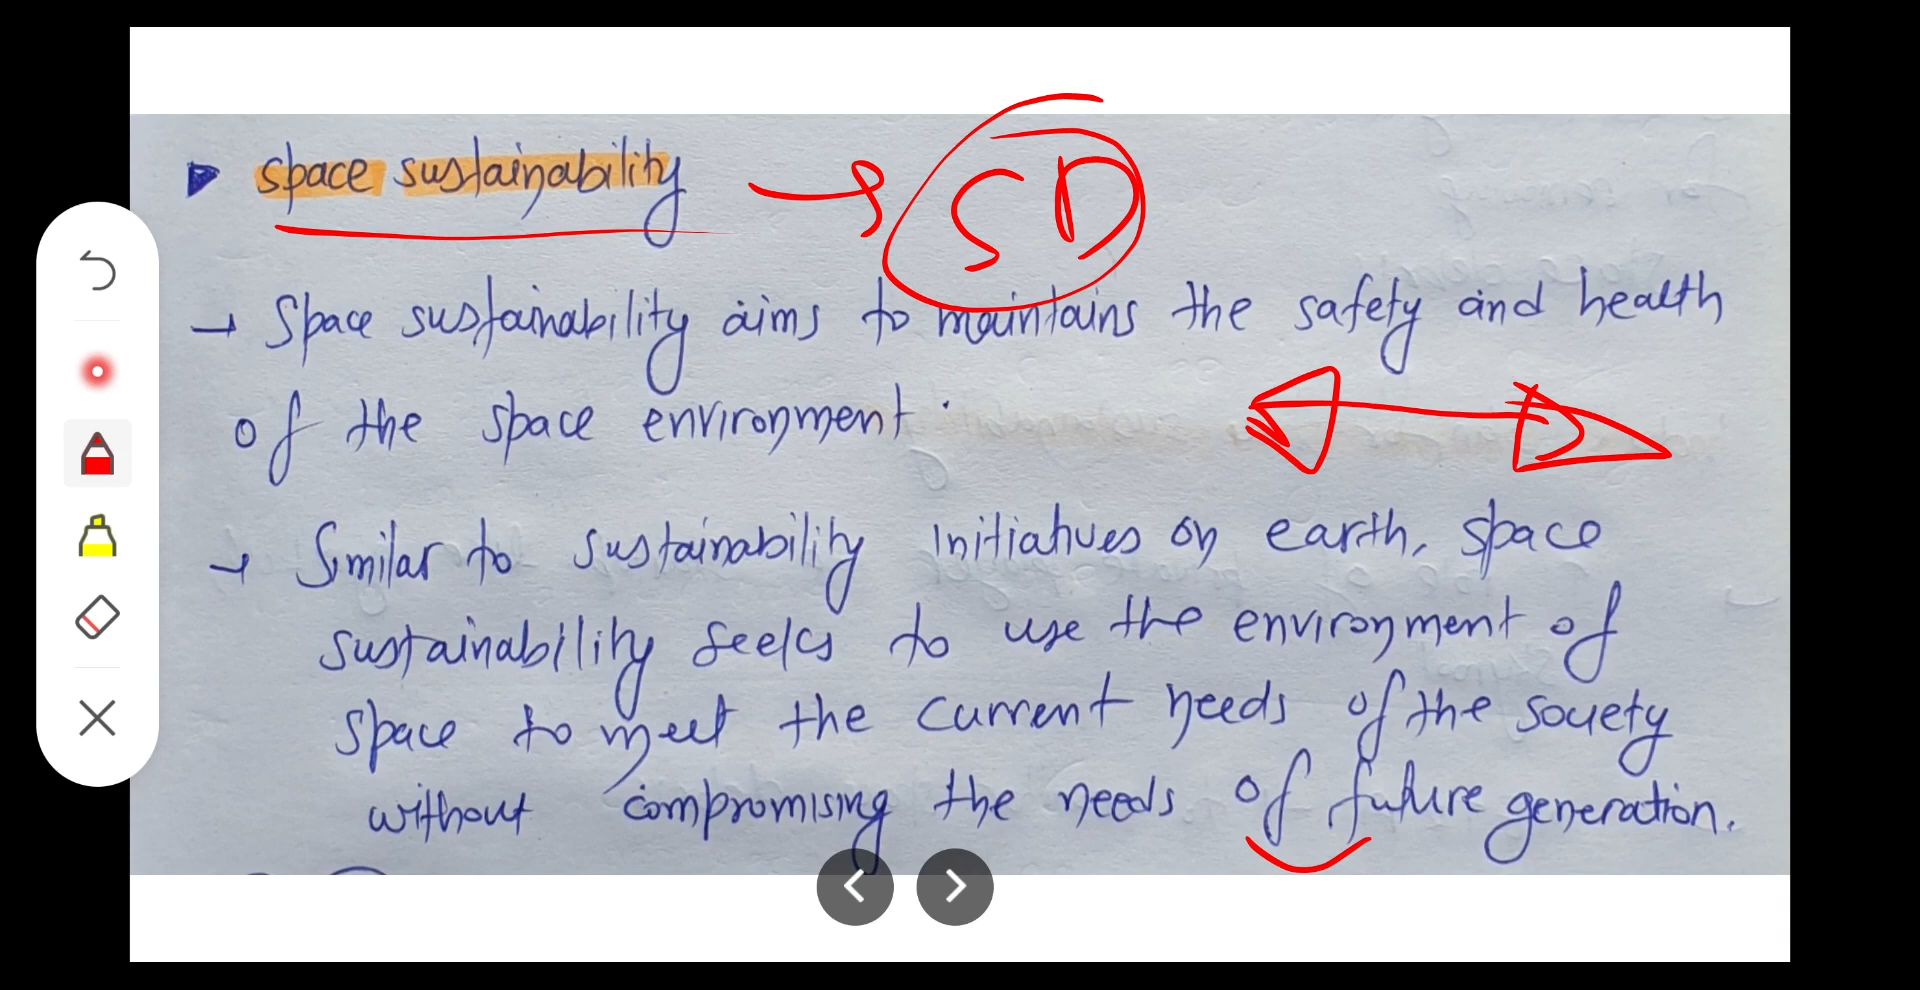 space sustainability → SD
→ Space sustainability aims to maintains the safety and health
of the space environment.
→ Similar to sustainability initiatives on earth, space
sustainability seeks to use the environment of
space to meet the current needs of the society
without compromising the needs of future generation.